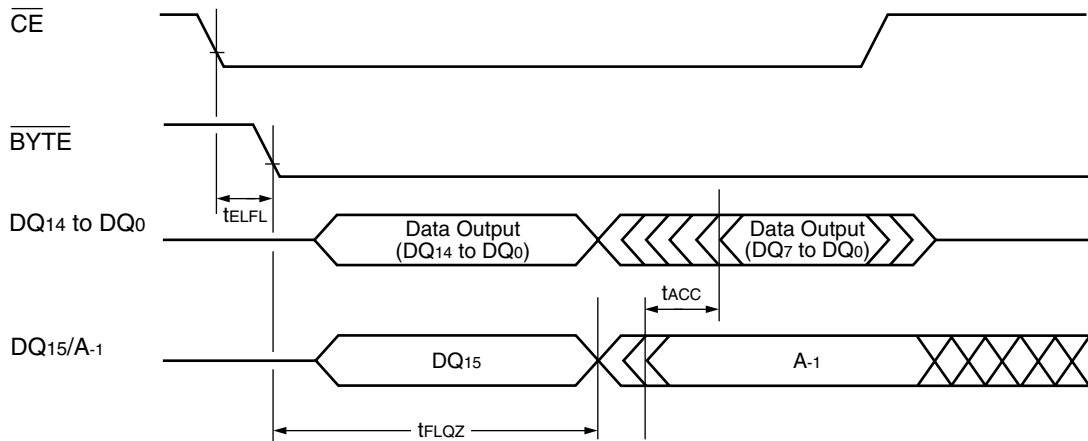 CE
BYTE
tELFL
DQ14 to DQ0
Data Output
(DQ14 to DQ0)
Data Output
(DQ7 to DQ0)
tACC
DQ15/A-1
DQ15
A-1
tFLQZ